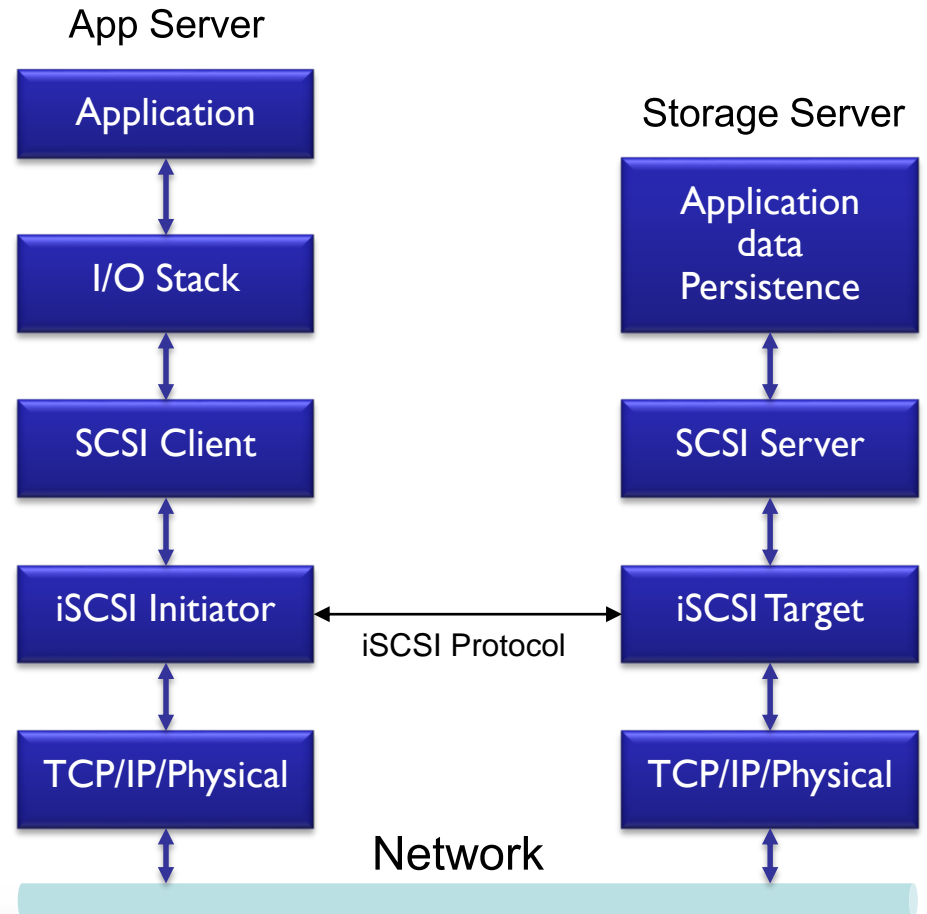 App Server
Application
I/O Stack
SCSI Client
iSCSI Initiator
TCP/IP/Physical
iSCSI Protocol
Storage Server
Application
data
Persistence
SCSI Server
iSCSI Target
TCP/IP/Physical
Network